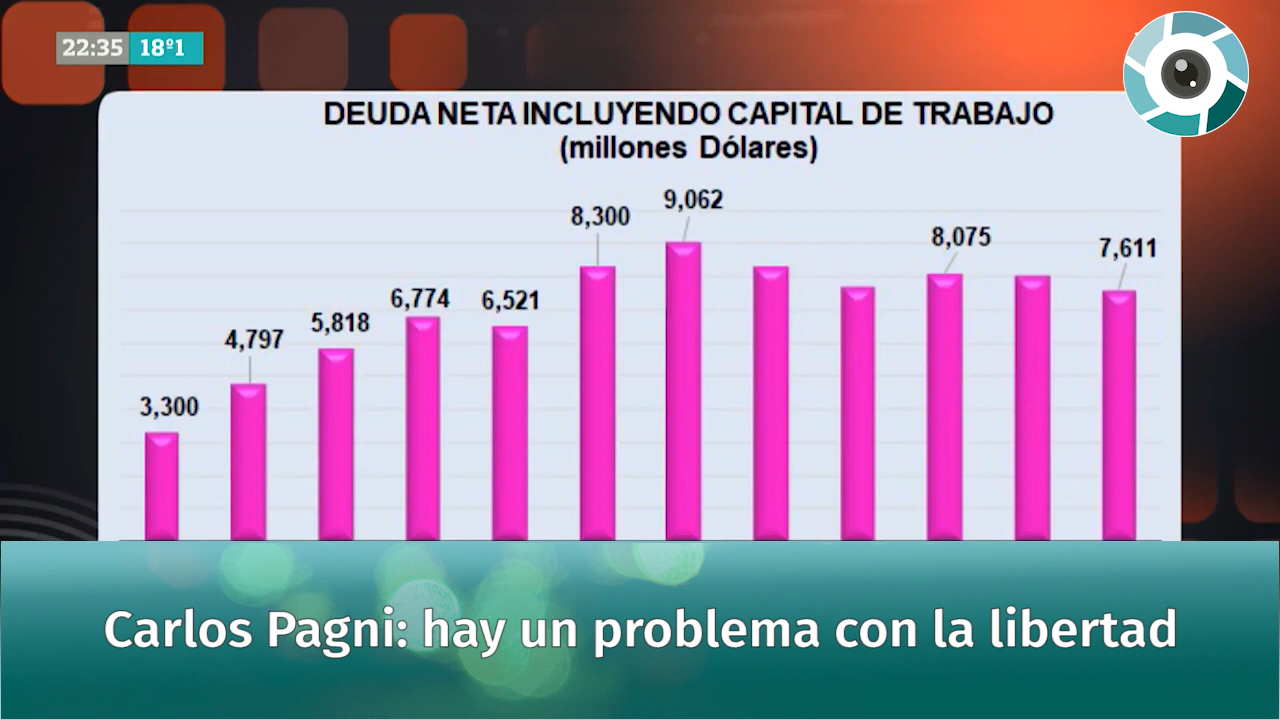 22:35 18º1
DEUDA NETA INCLUYENDO CAPITAL DE TRABAJO
(millones Dólares)
3,300
4,797
5,818
6,774
6,521
8,300
9,062
8,075
7,611
Carlos Pagni: hay un problema con la libertad